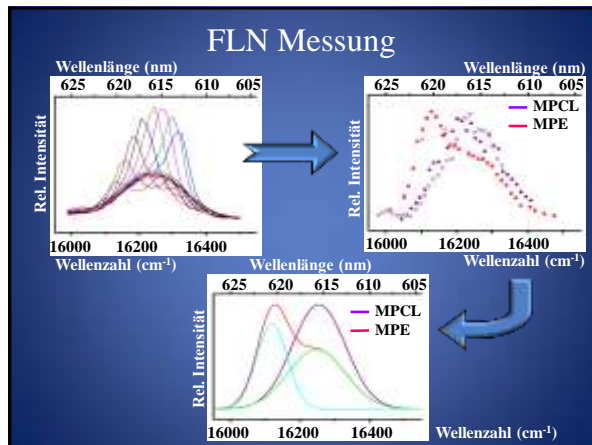 FLN Messung
Wellenlänge (nm)
625 620 615 610 605
Rel. Intensität
16000 16200 16400
Wellenzahl (cm-1)
Wellenlänge (nm)
625 620 615 610 605
MPCL
MPE
Rel. Intensität
16000 16200 16400
Wellenzahl (cm-1)
Wellenlänge (nm)
625 620 615 610 605
MPCL
MPE
Rel. Intensität
16000 16200 16400
Wellenzahl (cm-1)